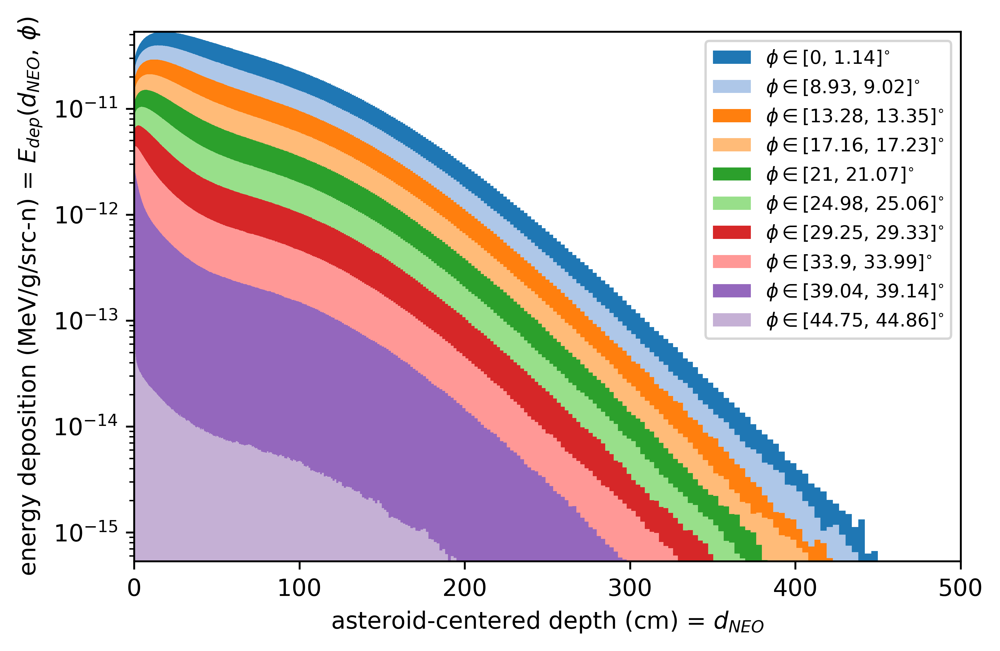 energy deposition (MeV/g/src-n) = E_dep(d_NEO, ϕ)
10⁻¹¹
10⁻¹²
10⁻¹³
10⁻¹⁴
10⁻¹⁵
ϕ ∈ [0, 1.14]°
ϕ ∈ [8.93, 9.02]°
ϕ ∈ [13.28, 13.35]°
ϕ ∈ [17.16, 17.23]°
ϕ ∈ [21, 21.07]°
ϕ ∈ [24.98, 25.06]°
ϕ ∈ [29.25, 29.33]°
ϕ ∈ [33.9, 33.99]°
ϕ ∈ [39.04, 39.14]°
ϕ ∈ [44.75, 44.86]°
0 100 200 300 400 500
asteroid-centered depth (cm) = d_NEO